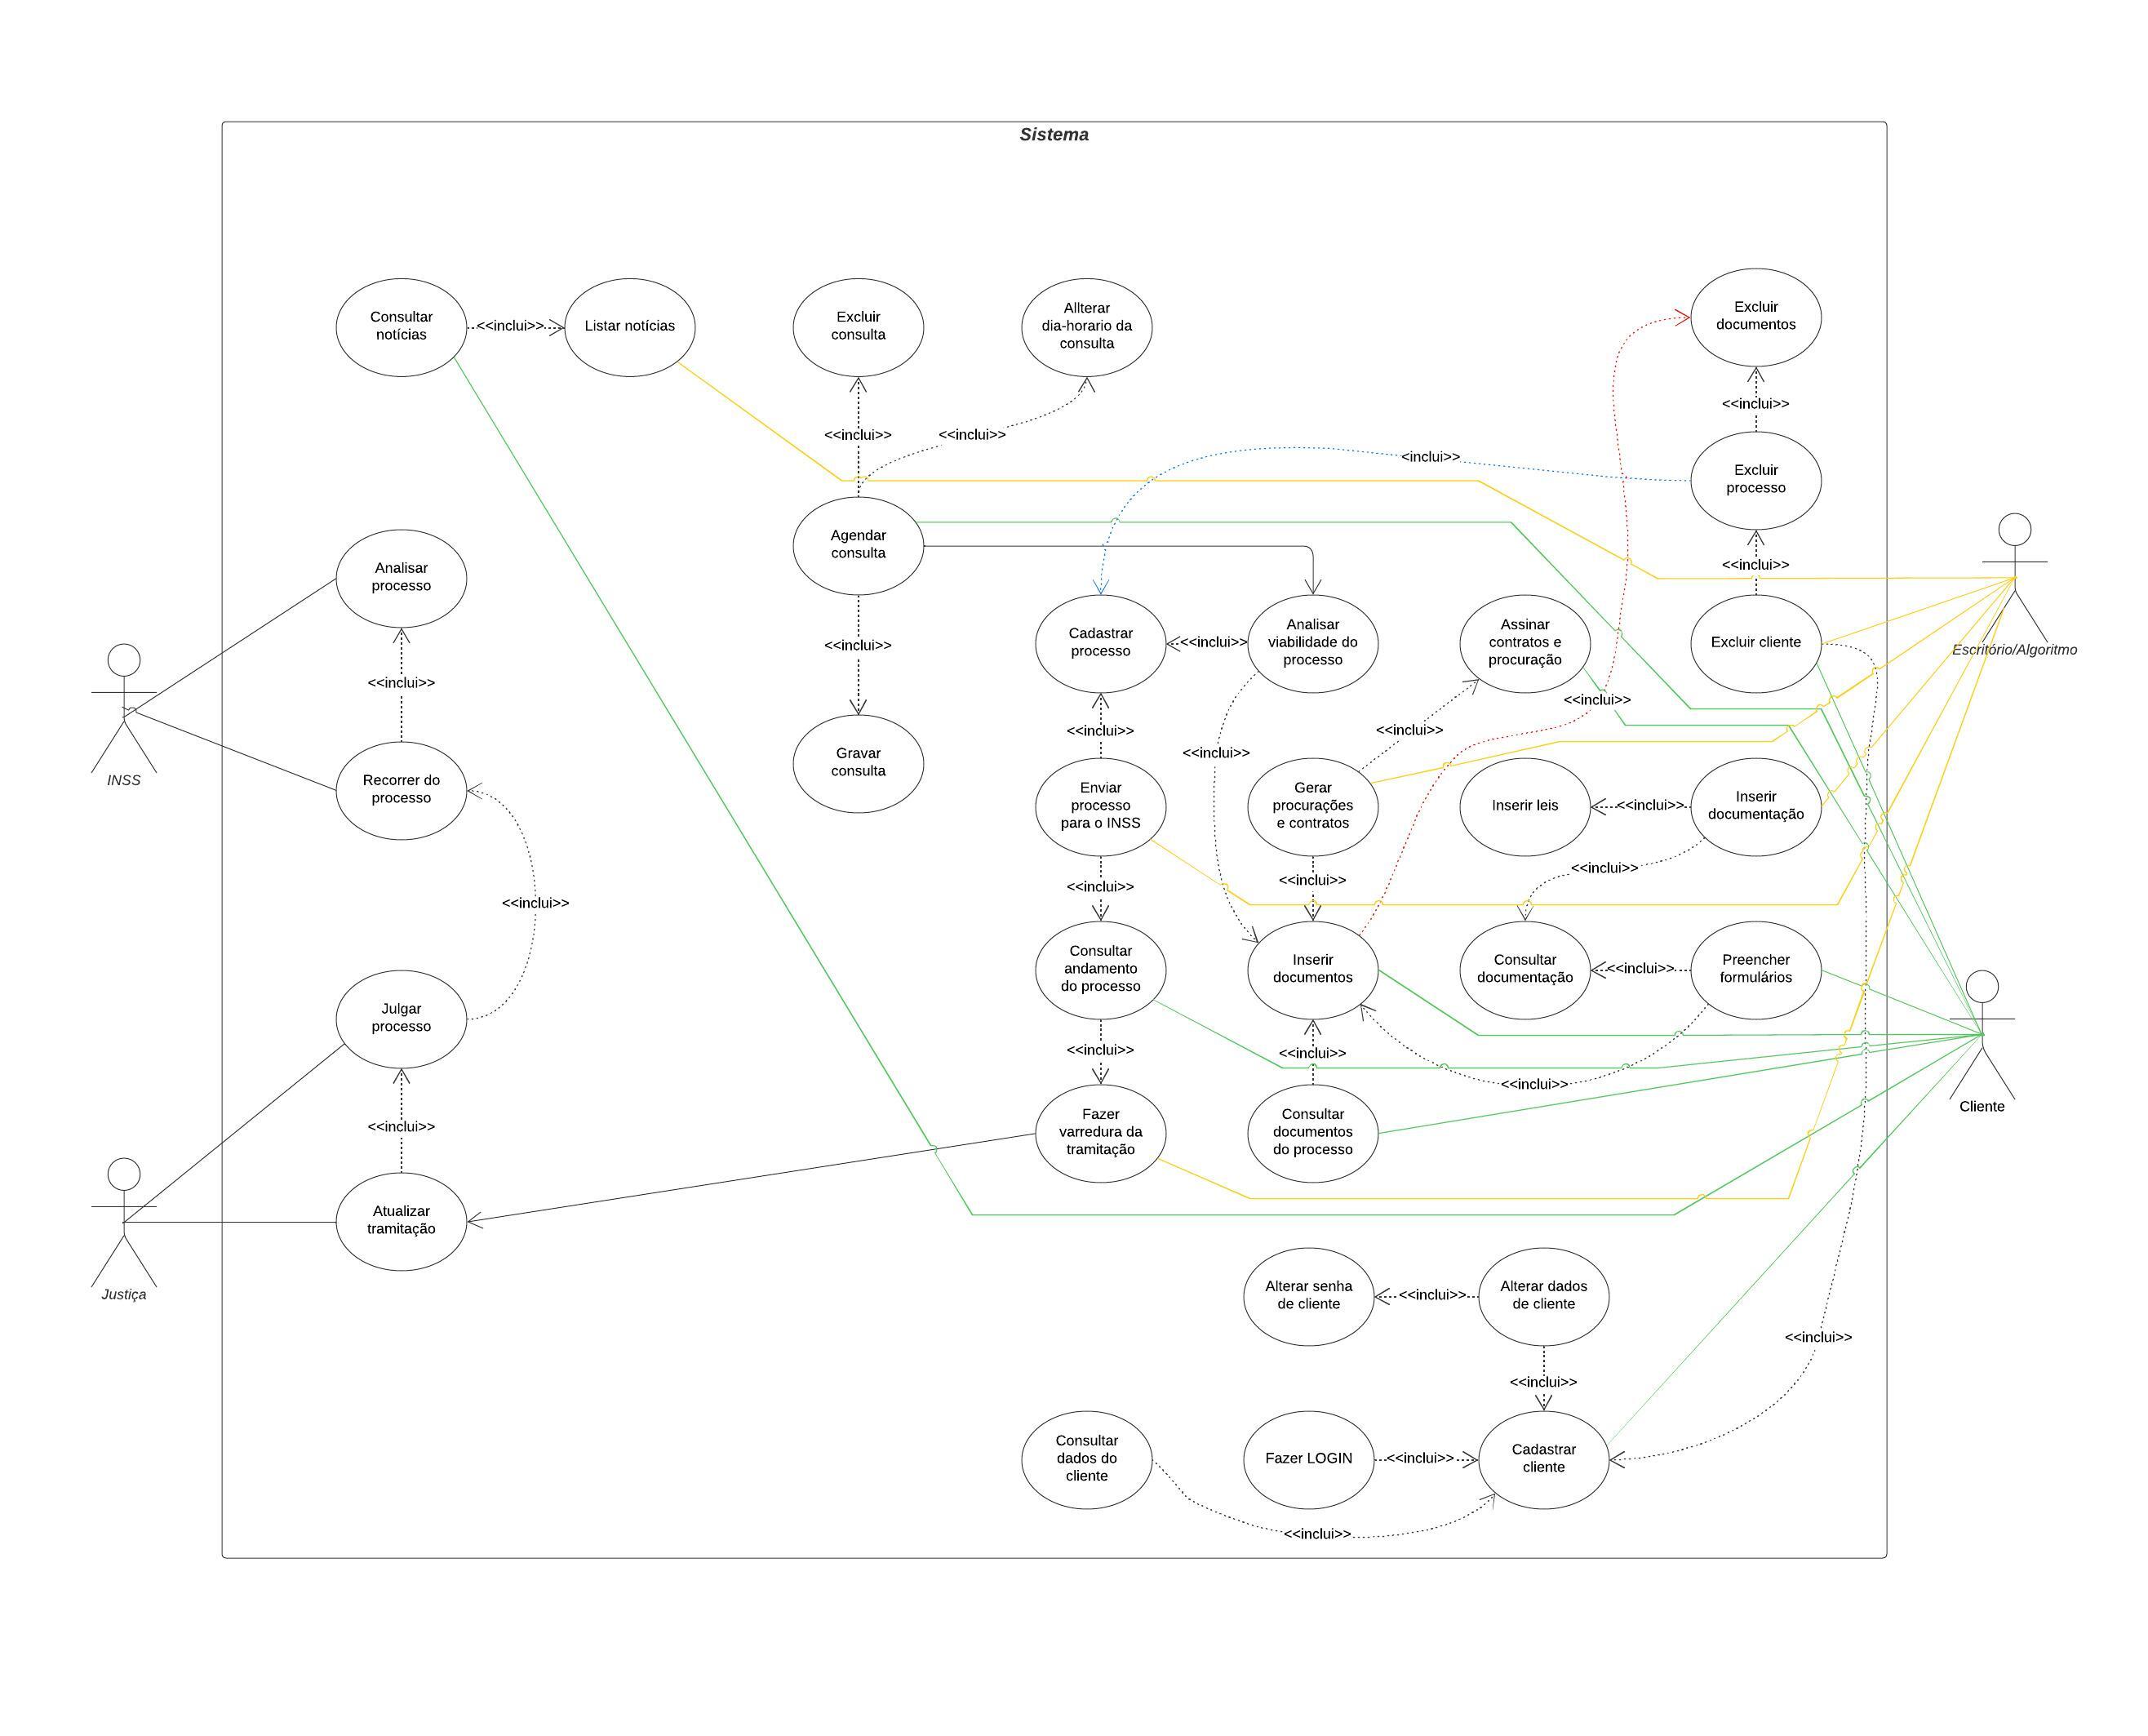 Sistema
Consultar
notícias
<<inclui>>
Listar notícias
Excluir
consulta
Allterar
dia-horario da
consulta
Excluir
documentos
<<inclui>>
<<inclui>>
<<inclui>>
<inclui>>
Excluir
processo
Agendar
consulta
<<inclui>>
Analisar
processo
<<inclui>>
Cadastrar
processo
<<inclui>>
Analisar
viabilidade do
processo
Assinar
contratos e
procuração
Excluir cliente
Escritório/Algoritmo
<<inclui>>
<<inclui>>
<<inclui>>
<<inclui>>
<<inclui>>
<<inclui>>
INSS
Recorrer do
processo
Gravar
consulta
Enviar
processo
para o INSS
Gerar
procurações
e contratos
Inserir leis
<<inclui>>
Inserir
documentação
<<inclui>>
<<inclui>>
<<inclui>>
<<inclui>>
Consultar
andamento
do processo
Inserir
documentos
Consultar
documentação
<<inclui>>
Preencher
formulários
Julgar
processo
<<inclui>>
<<inclui>>
<<inclui>>
Cliente
<<inclui>>
Fazer
varredura da
tramitação
Consultar
documentos
do processo
Atualizar
tramitação
Justiça
Alterar senha
de cliente
<<inclui>>
Alterar dados
de cliente
<<inclui>>
<<inclui>>
Consultar
dados do
cliente
Fazer LOGIN
<<inclui>>
Cadastrar
cliente
<<inclui>>